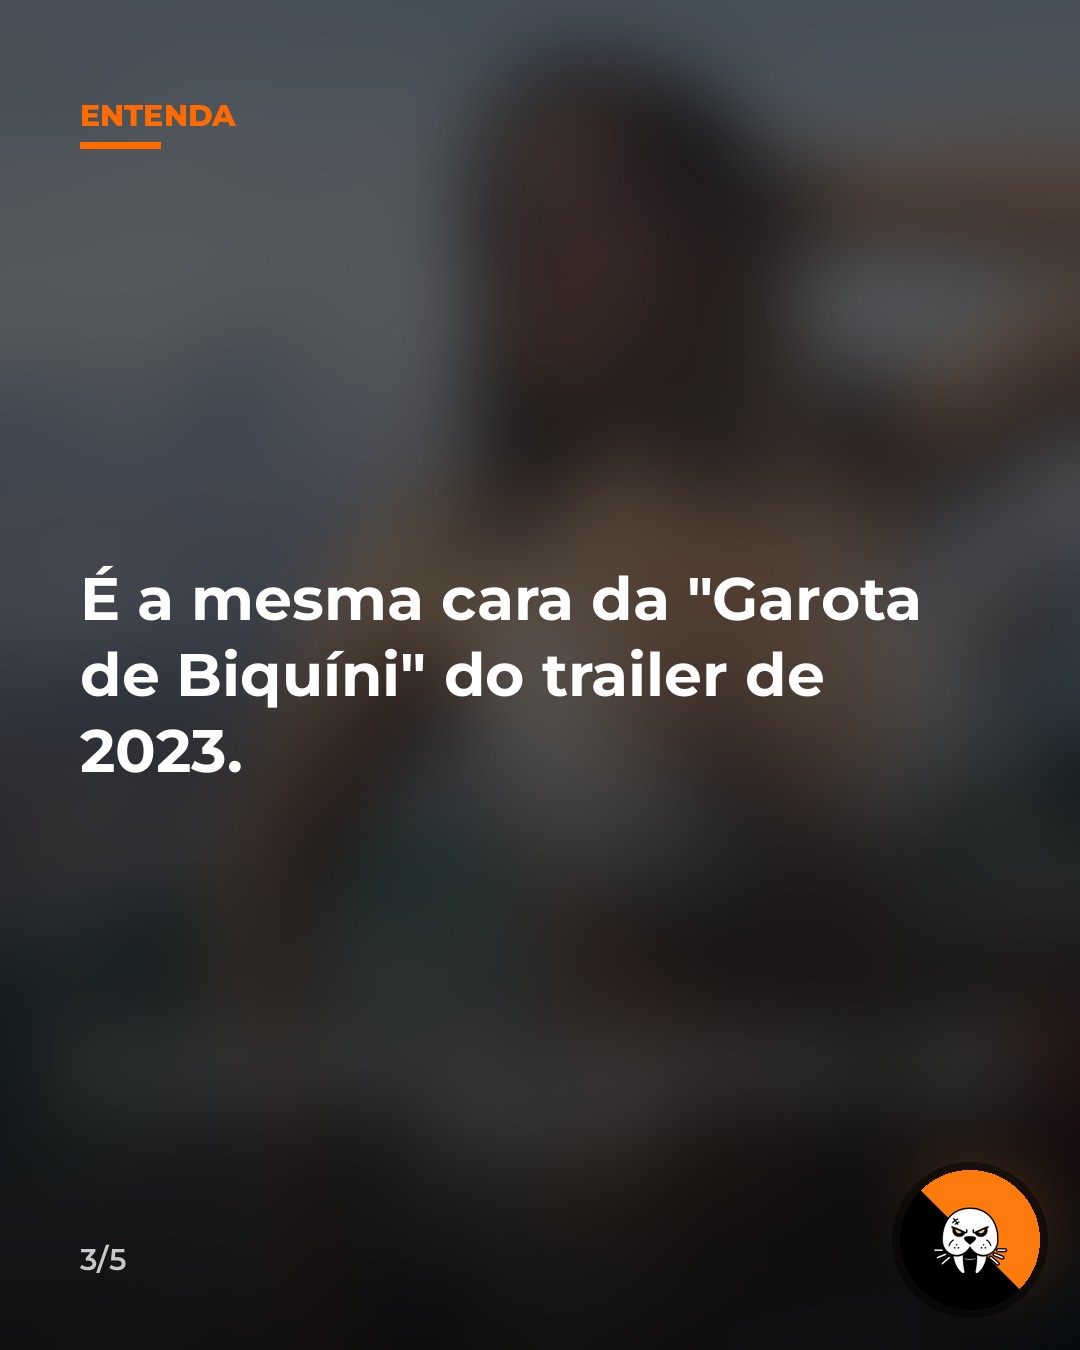 ENTENDA
É a mesma cara da "Garota
de Biquíni" do trailer de
2023.
3/5